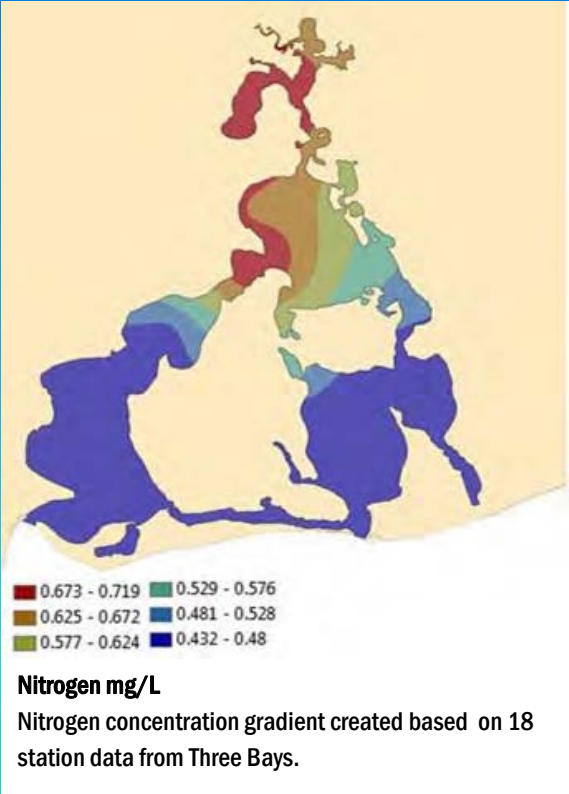 0.673 - 0.719 0.529 - 0.576
0.625 - 0.672 0.481 - 0.528
0.577 - 0.624 0.432 - 0.48
Nitrogen mg/L
Nitrogen concentration gradient created based on 18
station data from Three Bays.